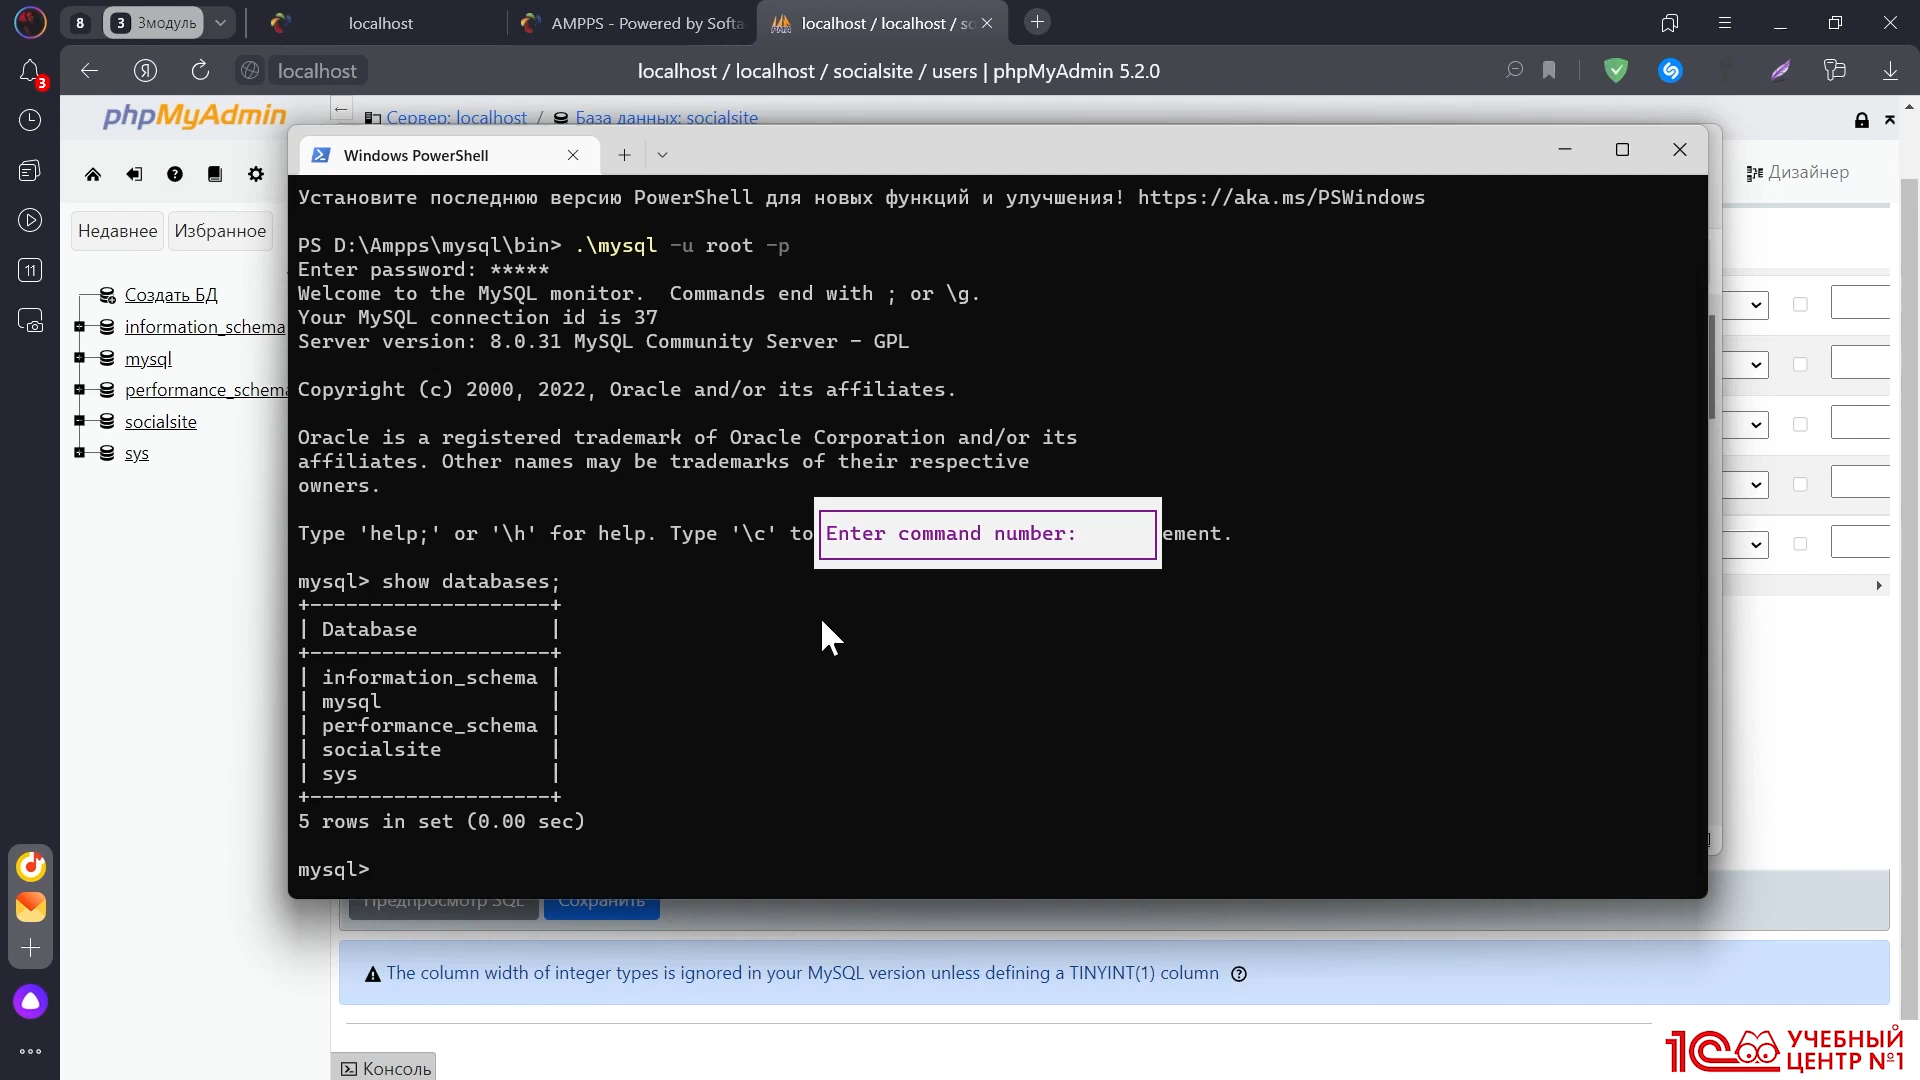 8
3 3модуль
localhost
AMPPS - Powered by Softa
localhost / localhost / so
3
Я
localhost
localhost / localhost / socialsite / users | phpMyAdmin 5.2.0
11
phpMyAdmin
Недавнее
Избранное
Создать БД
information_schema
mysql
performance_schema
socialsite
sys
Сервер: localhost / База данных: socialsite
Дизайнер
Windows PowerShell
Установите последнюю версию PowerShell для новых функций и улучшения! https://aka.ms/PSWindows
PS D:\Ampps\mysql\bin> .\mysql -u root -p
Enter password: *****
Welcome to the MySQL monitor.  Commands end with ; or \g.
Your MySQL connection id is 37
Server version: 8.0.31 MySQL Community Server - GPL
Copyright (c) 2000, 2022, Oracle and/or its affiliates.
Oracle is a registered trademark of Oracle Corporation and/or its
affiliates. Other names may be trademarks of their respective
owners.
Type 'help;' or '\h' for help. Type '\c' to
Enter command number:
ement.
mysql> show databases;
+--------------------+
| Database           |
+--------------------+
| information_schema |
| mysql              |
| performance_schema |
| socialsite         |
| sys                |
+--------------------+
5 rows in set (0.00 sec)
mysql>
Предпросмотр SQL
Сохранить
The column width of integer types is ignored in your MySQL version unless defining a TINYINT(1) column
Консоль
1С УЧЕБНЫЙ
ЦЕНТР №1